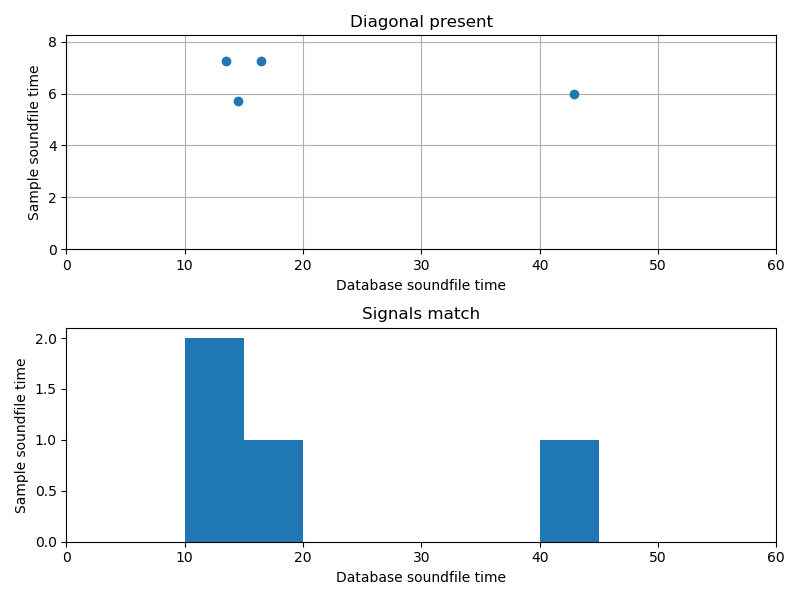 Diagonal present
8
6
4
2
0
Sample soundfile time
0 10 20 30 40 50 60
Database soundfile time
Signals match
2.0
1.5
1.0
0.5
0.0
Sample soundfile time
0 10 20 30 40 50 60
Database soundfile time